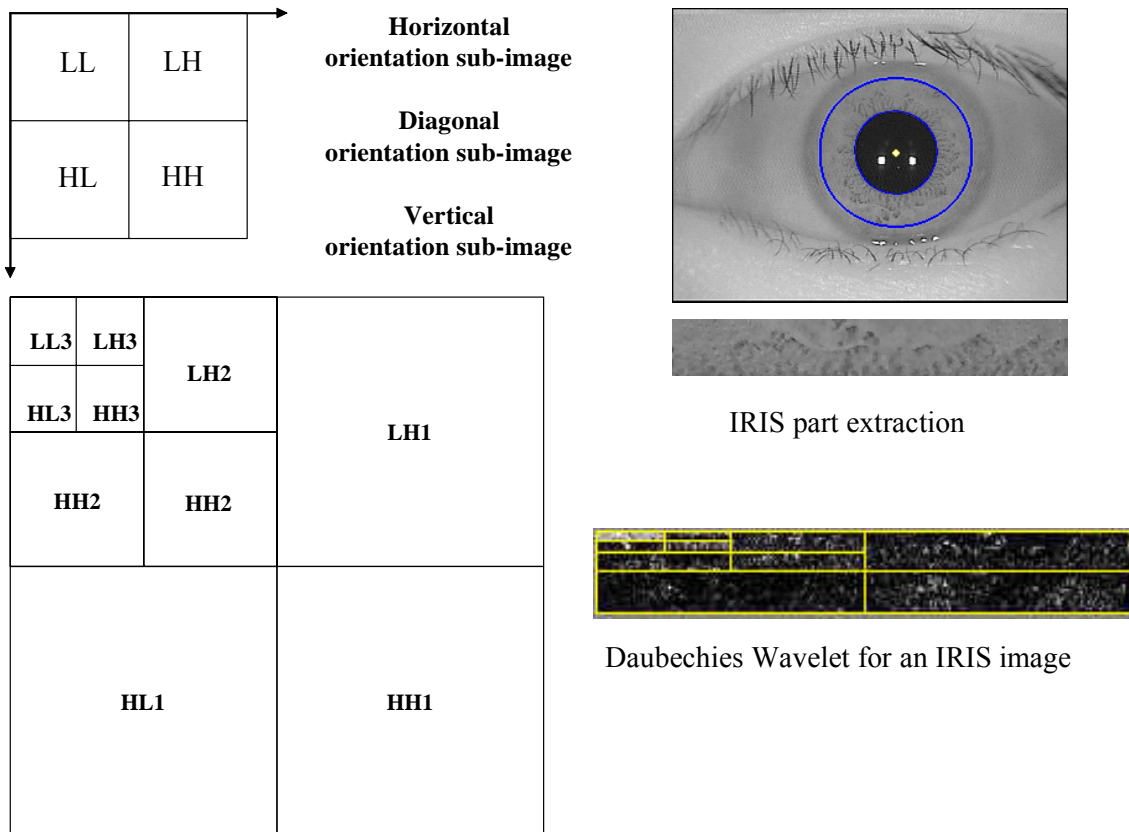 LL LH
HL HH
Horizontal
orientation sub-image
Diagonal
orientation sub-image
Vertical
orientation sub-image
LL3 LH3
HL3 HH3
LH2
HH2 HH2
LH1
HL1 HH1
IRIS part extraction
Daubechies Wavelet for an IRIS image